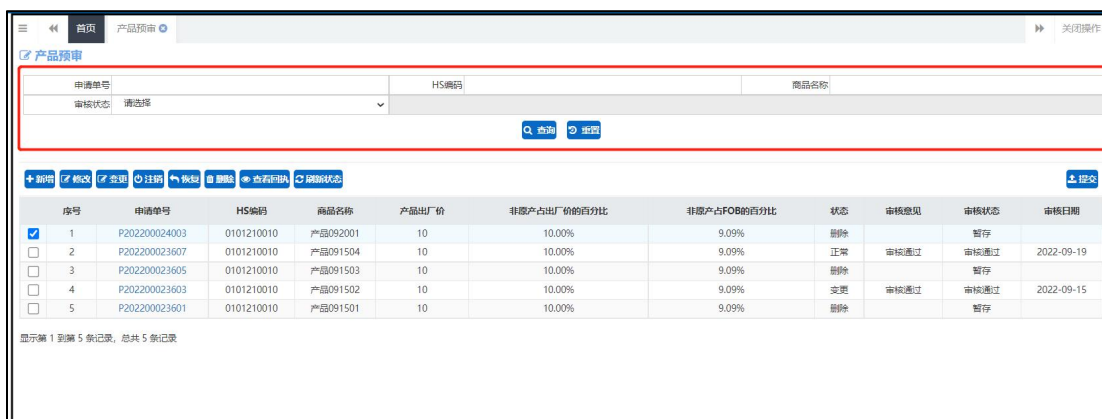 首页 产品预审 关闭操作
产品预审
申请单号 HS编码 商品名称
审核状态 请选择
查询 重置
新增 修改 变更 注销 恢复 删除 查看回执 刷新状态 提交
序号 申请单号 HS编码 商品名称 产品出厂价 非原产占出厂价的百分比 非原产占FOB的百分比 状态 审核意见 审核状态 审核日期
1 P202200024003 0101210010 产品092001 10 10.00% 9.09% 删除 暂存
2 P202200023607 0101210010 产品091504 10 10.00% 9.09% 正常 审核通过 审核通过 2022-09-19
3 P202200023605 0101210010 产品091503 10 10.00% 9.09% 删除 暂存
4 P202200023603 0101210010 产品091502 10 10.00% 9.09% 变更 审核通过 审核通过 2022-09-15
5 P202200023601 0101210010 产品091501 10 10.00% 9.09% 删除 暂存
显示第 1 到第 5 条记录，总共 5 条记录